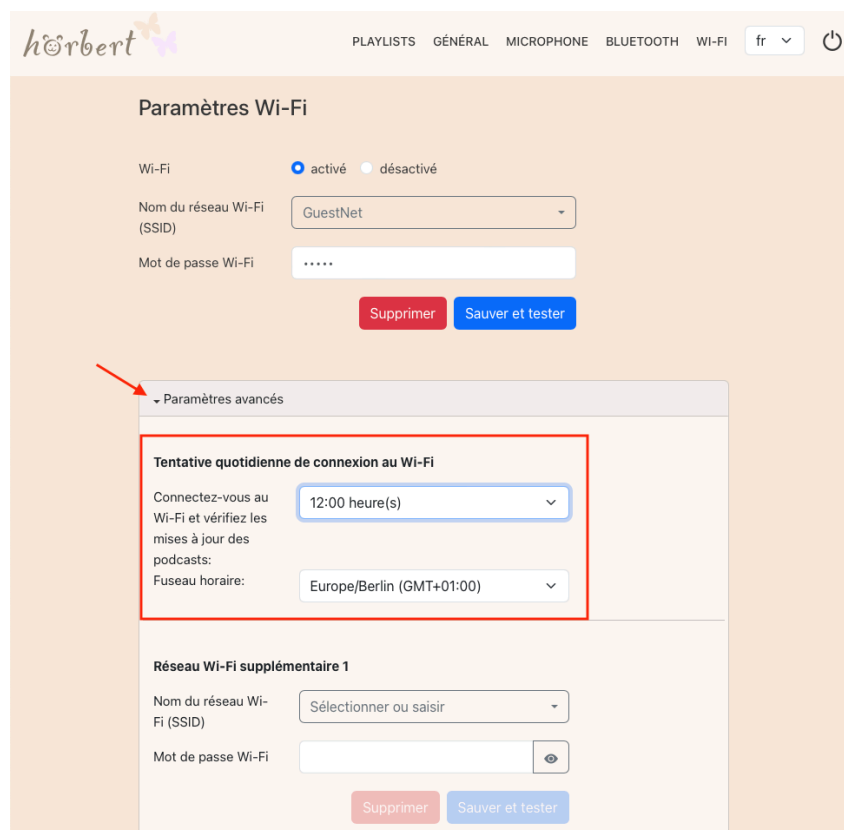 hörbert
PLAYLISTS GÉNÉRAL MICROPHONE BLUETOOTH WI-FI fr
Paramètres Wi-Fi
Wi-Fi
activé désactivé
Nom du réseau Wi-Fi
(SSID)
GuestNet
Mot de passe Wi-Fi
•••••
Supprimer Sauver et tester
Paramètres avancés
Tentative quotidienne de connexion au Wi-Fi
Connectez-vous au
Wi-Fi et vérifiez les
mises à jour des
podcasts:
12:00 heure(s)
Fuseau horaire:
Europe/Berlin (GMT+01:00)
Réseau Wi-Fi supplémentaire 1
Nom du réseau Wi-
Fi (SSID)
Sélectionner ou saisir
Mot de passe Wi-Fi
Supprimer Sauver et tester